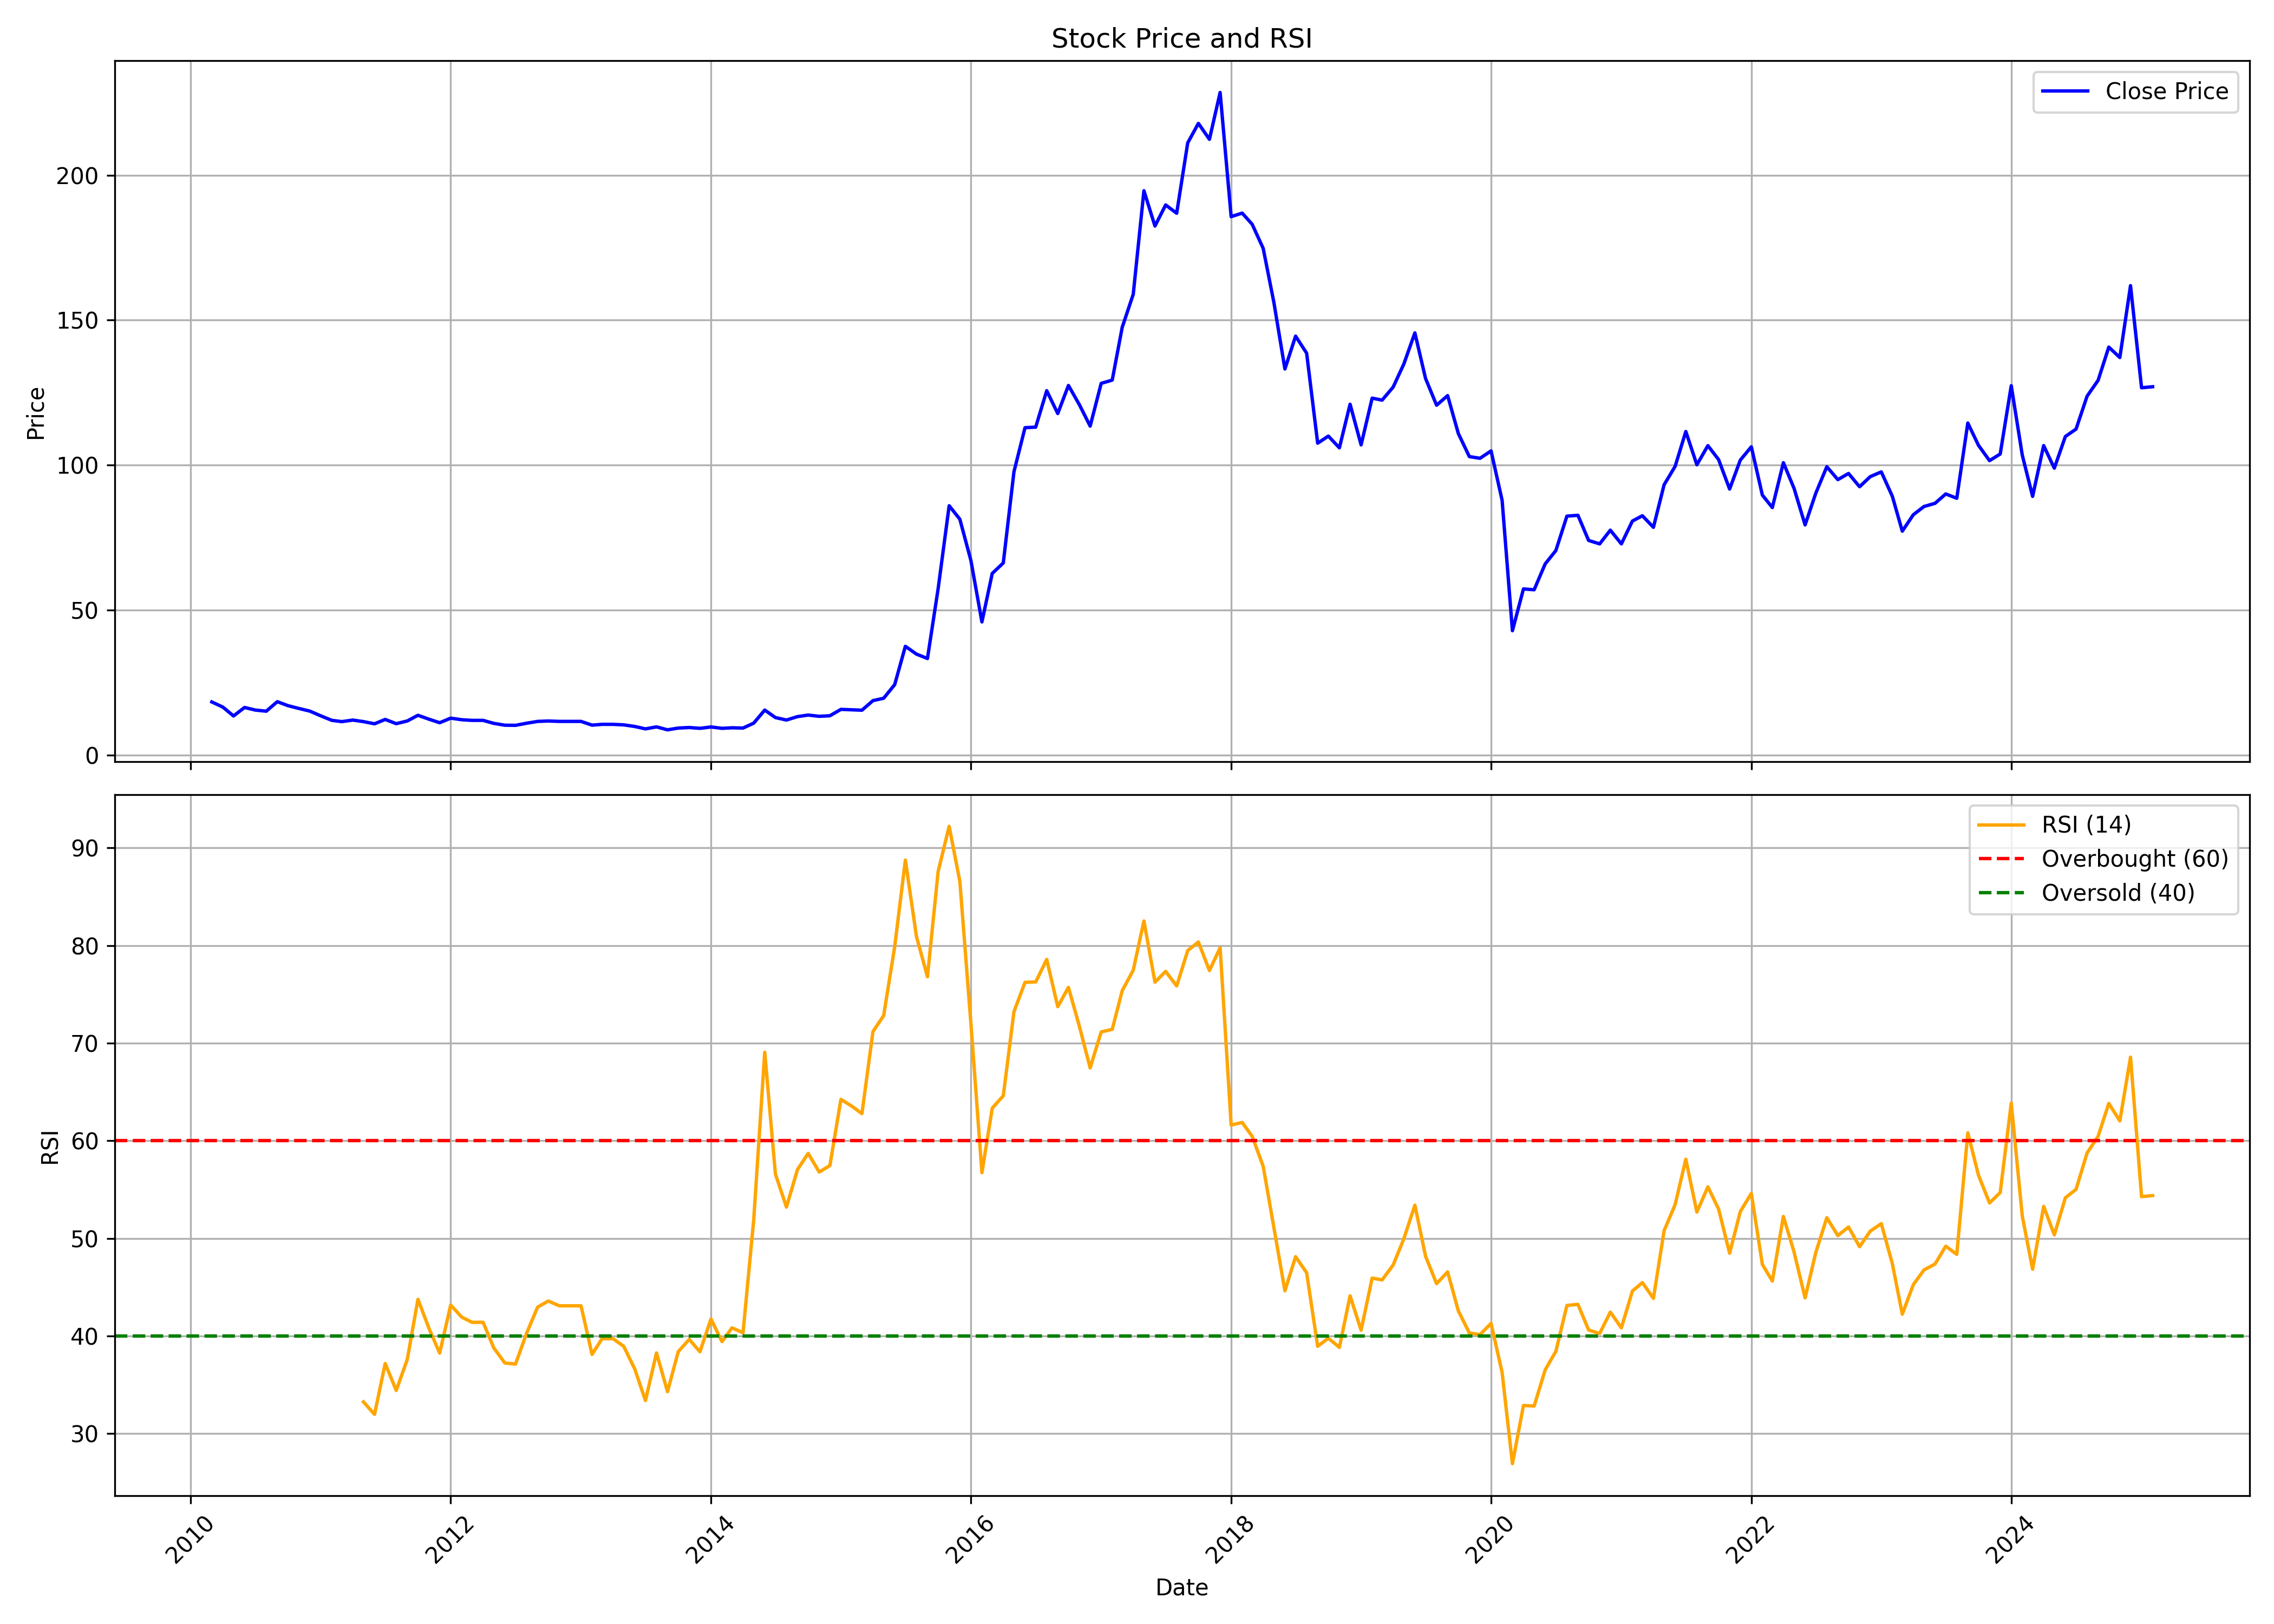 Stock Price and RSI
Close Price
Price
200
150
100
50
0
RSI (14)
Overbought (60)
Oversold (40)
RSI
90
80
70
60
50
40
30
2010
2012
2014
2016
2018
2020
2022
2024
Date